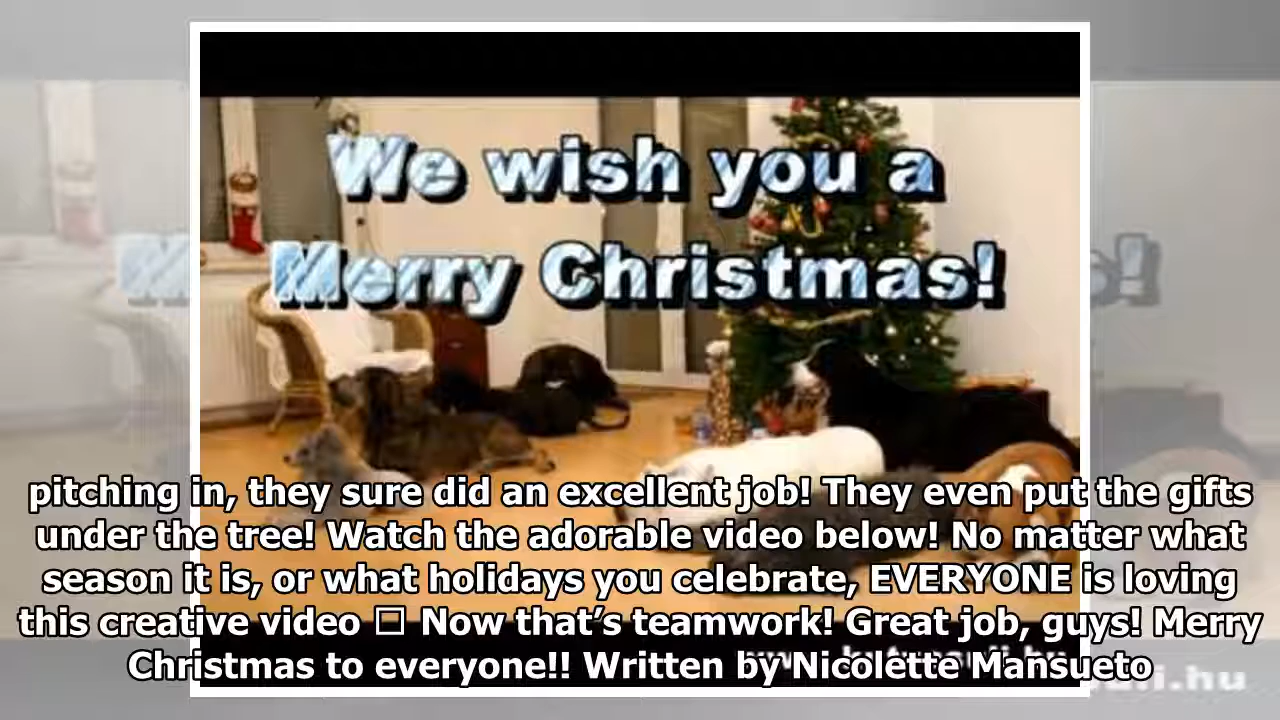 We wish you a
Merry Christmas!
pitching in, they sure did an excellent job! They even put the gifts
under the tree! Watch the adorable video below! No matter what
season it is, or what holidays you celebrate, EVERYONE is loving
this creative video □ Now that’s teamwork! Great job, guys! Merry
Christmas to everyone!! Written by Nicolette Mansueto